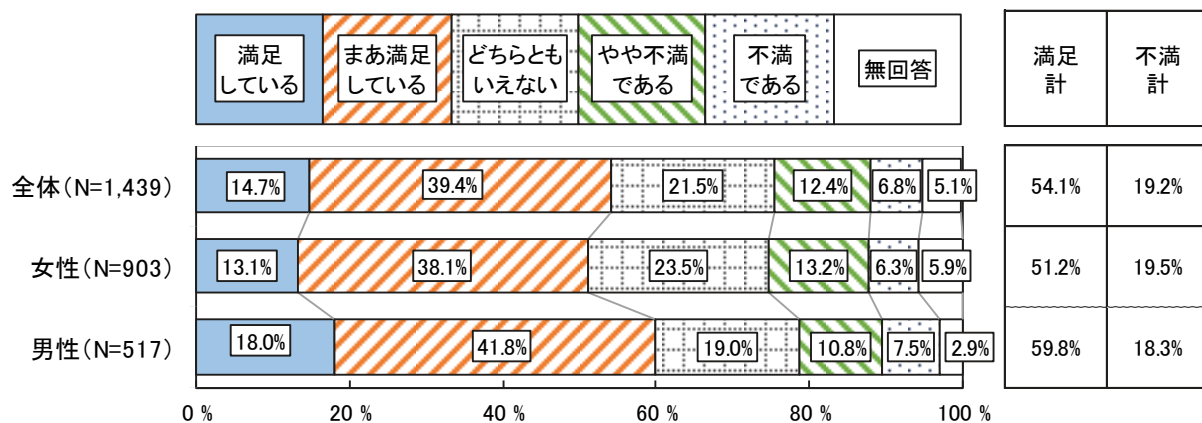 満足
している
まあ満足
している
どちらとも
いえない
やや不満
である
不満
である
無回答
満足
計
不満
計
全体(N=1,439)
14.7%
39.4%
21.5%
12.4%
6.8%
5.1%
54.1%
19.2%
女性(N=903)
13.1%
38.1%
23.5%
13.2%
6.3%
5.9%
51.2%
19.5%
男性(N=517)
18.0%
41.8%
19.0%
10.8%
7.5%
2.9%
59.8%
18.3%
0 %
20 %
40 %
60 %
80 %
100 %